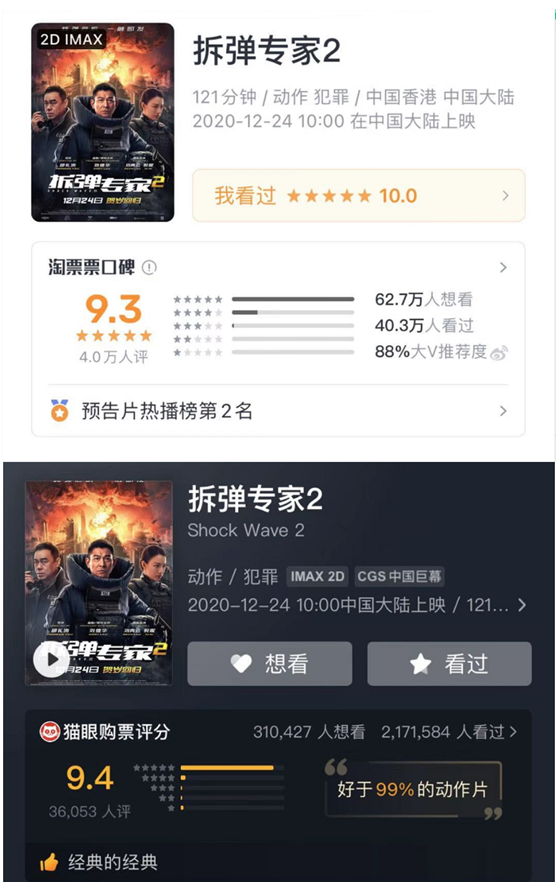 2D IMAX
拆弹专家2
SHOCK WAVE 2
12月24日 贺岁回归
拆弹专家2
121分钟 / 动作 犯罪 / 中国香港 中国大陆
2020-12-24 10:00 在中国大陆上映
我看过 ★★★★★ 10.0
淘票票口碑
9.3
4.0万人评
62.7万人想看
40.3万人看过
88%大V推荐度
预告片热播榜第2名
拆弹专家2
12月24日 贺岁回归
拆弹专家2
Shock Wave 2
动作 / 犯罪 IMAX 2D CGS 中国巨幕
2020-12-24 10:00中国大陆上映 / 121...
想看
看过
猫眼购票评分
310,427 人想看 2,171,584 人看过
9.4
36,053 人评
好于99%的动作片
经典的经典